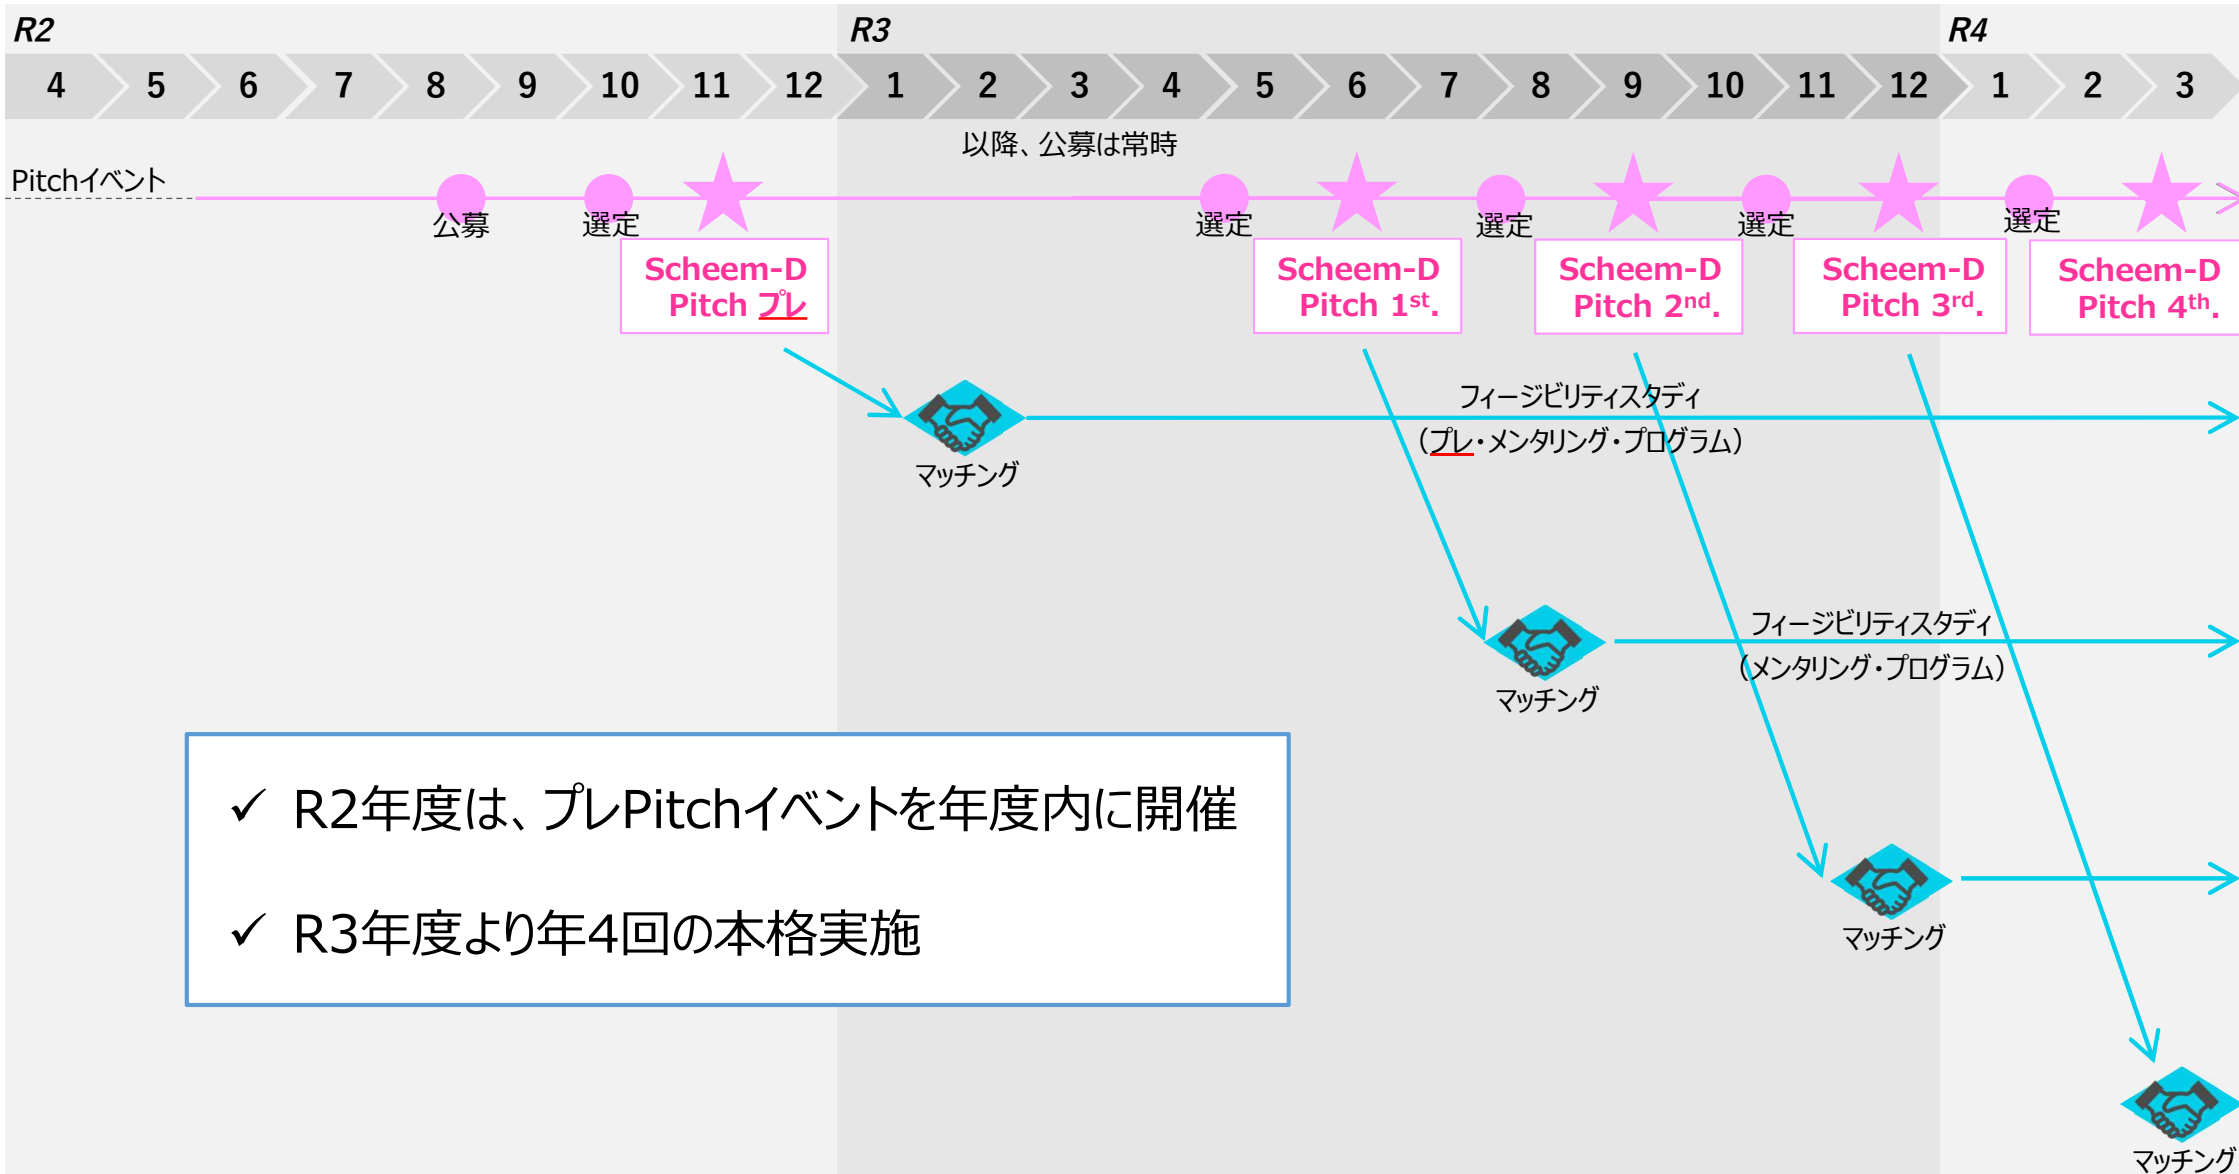 R2
R3
R4
4 5 6 7 8 9 10 11 12 1 2 3 4 5 6 7 8 9 10 11 12 1 2 3
以降、公募は常時
Pitchイベント
公募
選定
選定
選定
選定
選定
Scheem-D
Pitch プレ
Scheem-D
Pitch 1st.
Scheem-D
Pitch 2nd.
Scheem-D
Pitch 3rd.
Scheem-D
Pitch 4th.
フィージビリティスタディ
(プレ・メンタリング・プログラム)
マッチング
フィージビリティスタディ
(メンタリング・プログラム)
マッチング
✓ R2年度は、プレPitchイベントを年度内に開催
✓ R3年度より年4回の本格実施
マッチング
マッチング